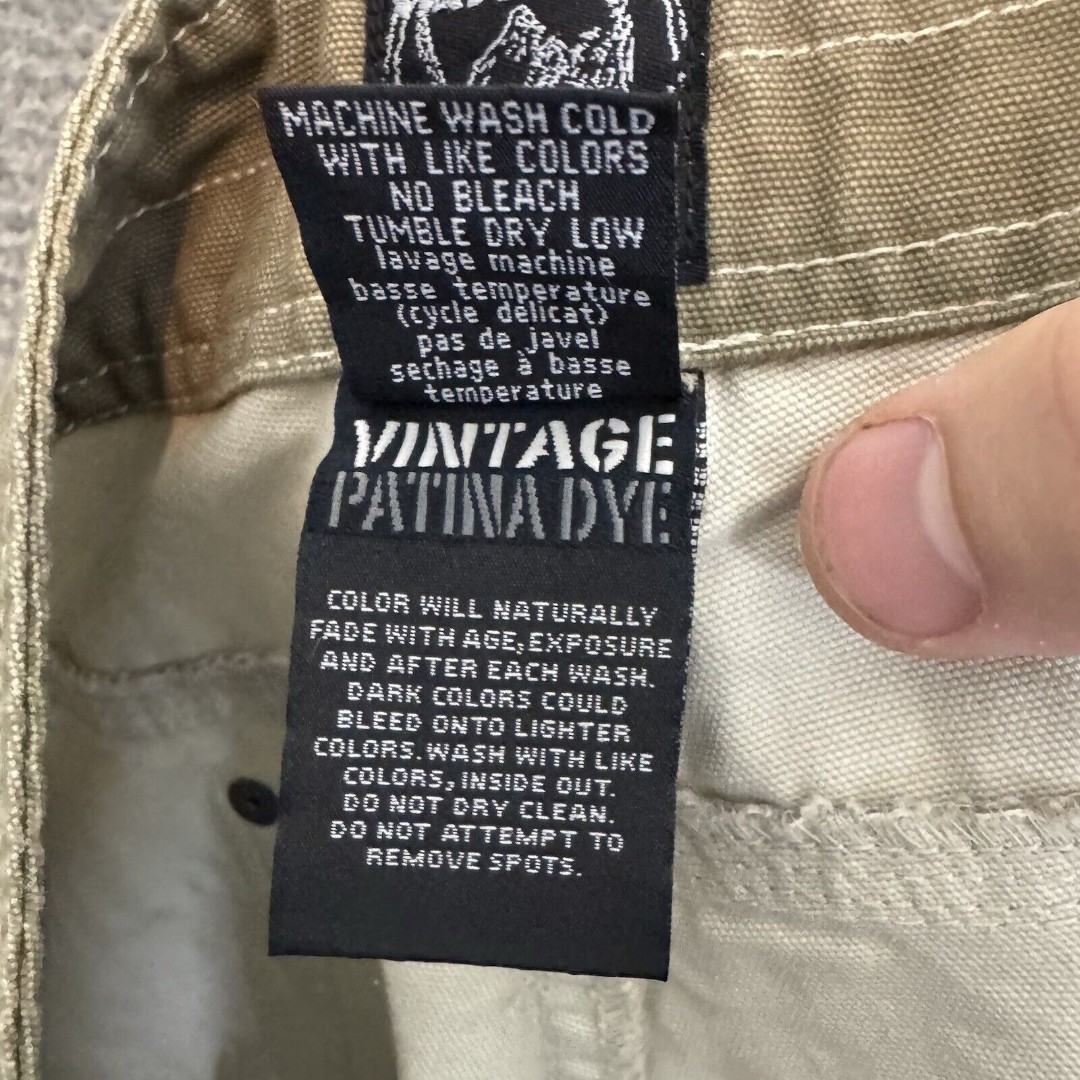 MACHINE WASH COLD
WITH LIKE COLORS
NO BLEACH
TUMBLE DRY LOW
lavage machine
basse temperature
(cycle delicat)
pas de javel
sechage à basse
temperature
VINTAGE
PATINA DYE
COLOR WILL NATURALLY
FADE WITH AGE, EXPOSURE
AND AFTER EACH WASH.
DARK COLORS COULD
BLEED ONTO LIGHTER
COLORS. WASH WITH LIKE
COLORS, INSIDE OUT.
DO NOT DRY CLEAN.
DO NOT ATTEMPT TO
REMOVE SPOTS.